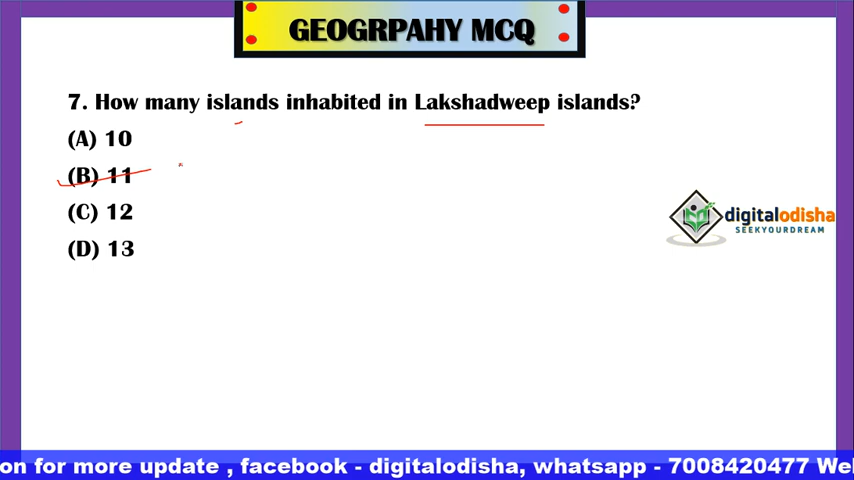 GEOGRPAHY MCQ
7. How many islands inhabited in Lakshadweep islands?
(A) 10
(B) 11
(C) 12
(D) 13
digitalodisha
SEEKYOURDREAM
on for more update , facebook - digitalodisha, whatsapp - 7008420477 Wel